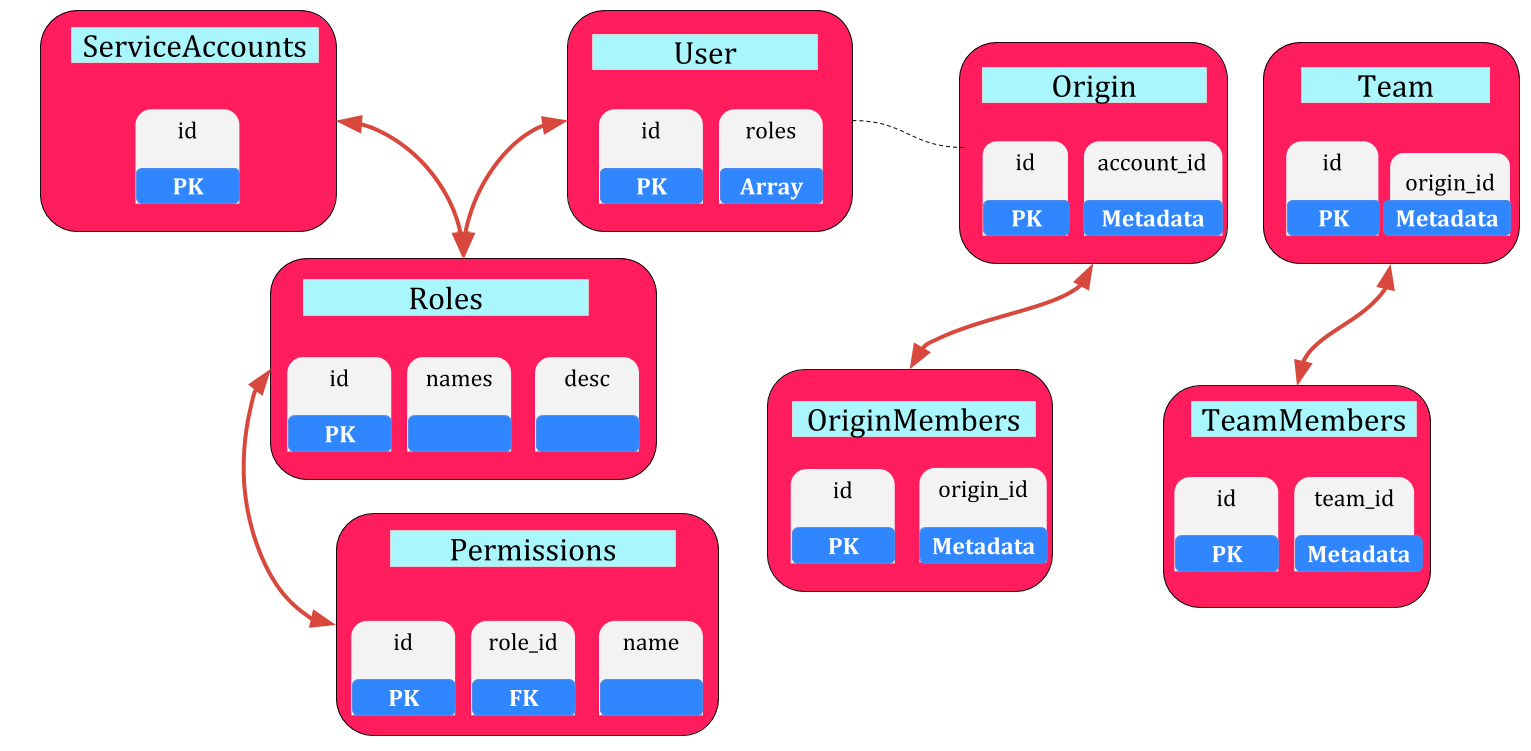 ServiceAccounts
id
PK
User
id
roles
PK
Array
Origin
id
account_id
PK
Metadata
Team
id
origin_id
PK
Metadata
Roles
id
names
desc
PK
OriginMembers
id
origin_id
PK
Metadata
TeamMembers
id
team_id
PK
Metadata
Permissions
id
role_id
name
PK
FK